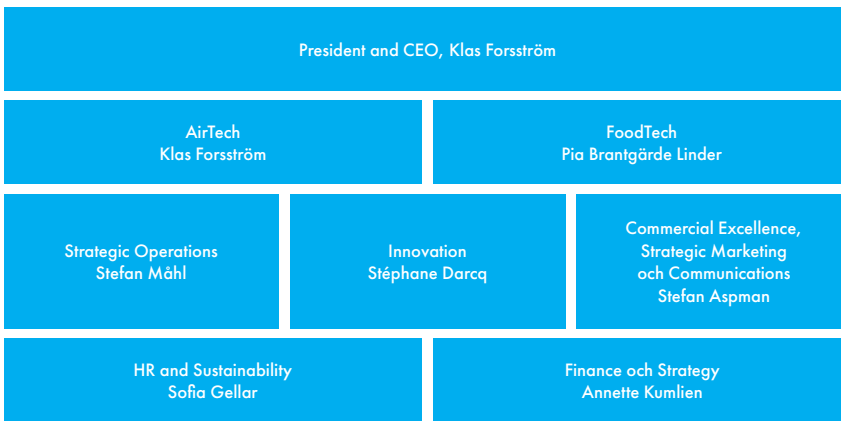 President and CEO, Klas Forsström
AirTech
Klas Forsström
FoodTech
Pia Brantgärde Linder
Strategic Operations
Stefan Måhl
Innovation
Stéphane Darcq
Commercial Excellence,
Strategic Marketing
och Communications
Stefan Aspman
HR and Sustainability
Sofia Gellar
Finance och Strategy
Annette Kumlien